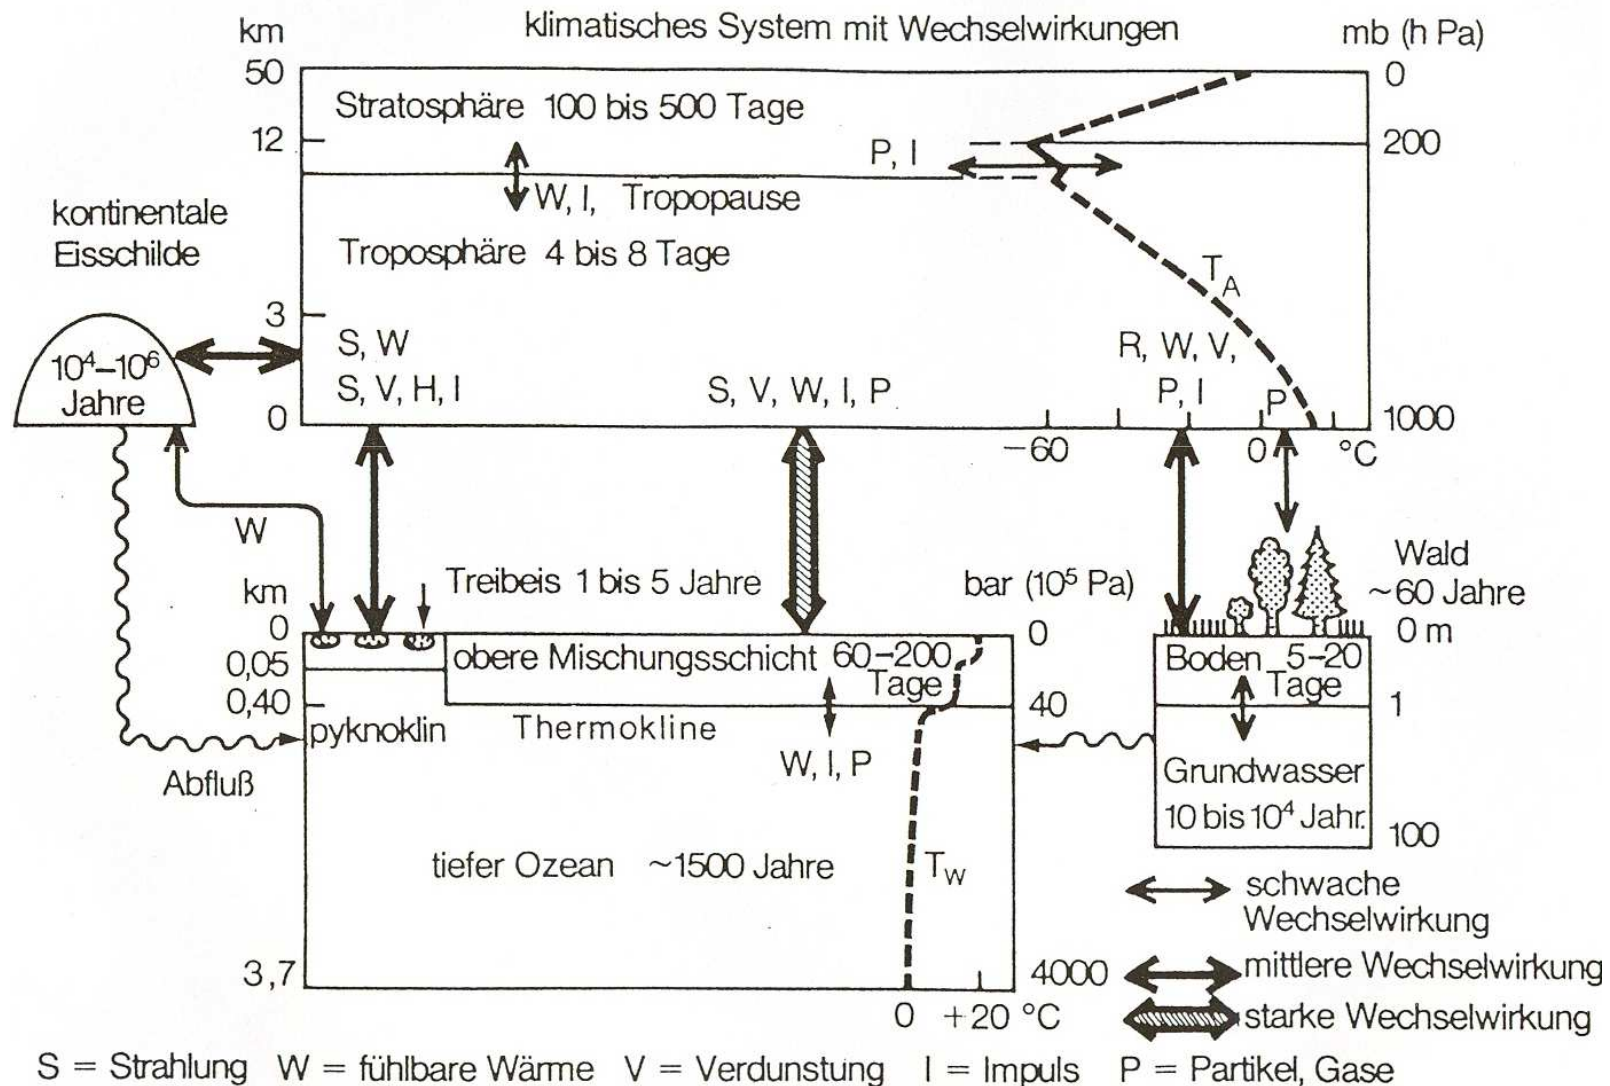 klimatisches System mit Wechselwirkungen
km
mb (h Pa)
50
0
Stratosphäre 100 bis 500 Tage
12
200
P, I
W, I, Tropopause
kontinentale
Eisschilde
Troposphäre 4 bis 8 Tage
T_A
3
S, W
R, W, V,
10⁴–10⁶
Jahre
S, V, H, I
S, V, W, I, P
P, I
P
0
1000
−60
0
°C
W
Treibeis 1 bis 5 Jahre
bar (10⁵ Pa)
Wald
~60 Jahre
km
0
0
0 m
obere Mischungsschicht 60–200
Tage
Boden 5–20
Tage
0,05
0,40
40
1
pyknoklin
Thermokline
W, I, P
Abfluß
Grundwasser
10 bis 10⁴ Jahr.
100
tiefer Ozean ~1500 Jahre
T_W
schwache
Wechselwirkung
3,7
4000
mittlere Wechselwirkung
0 +20 °C
starke Wechselwirkung
S = Strahlung W = fühlbare Wärme V = Verdunstung I = Impuls P = Partikel, Gase